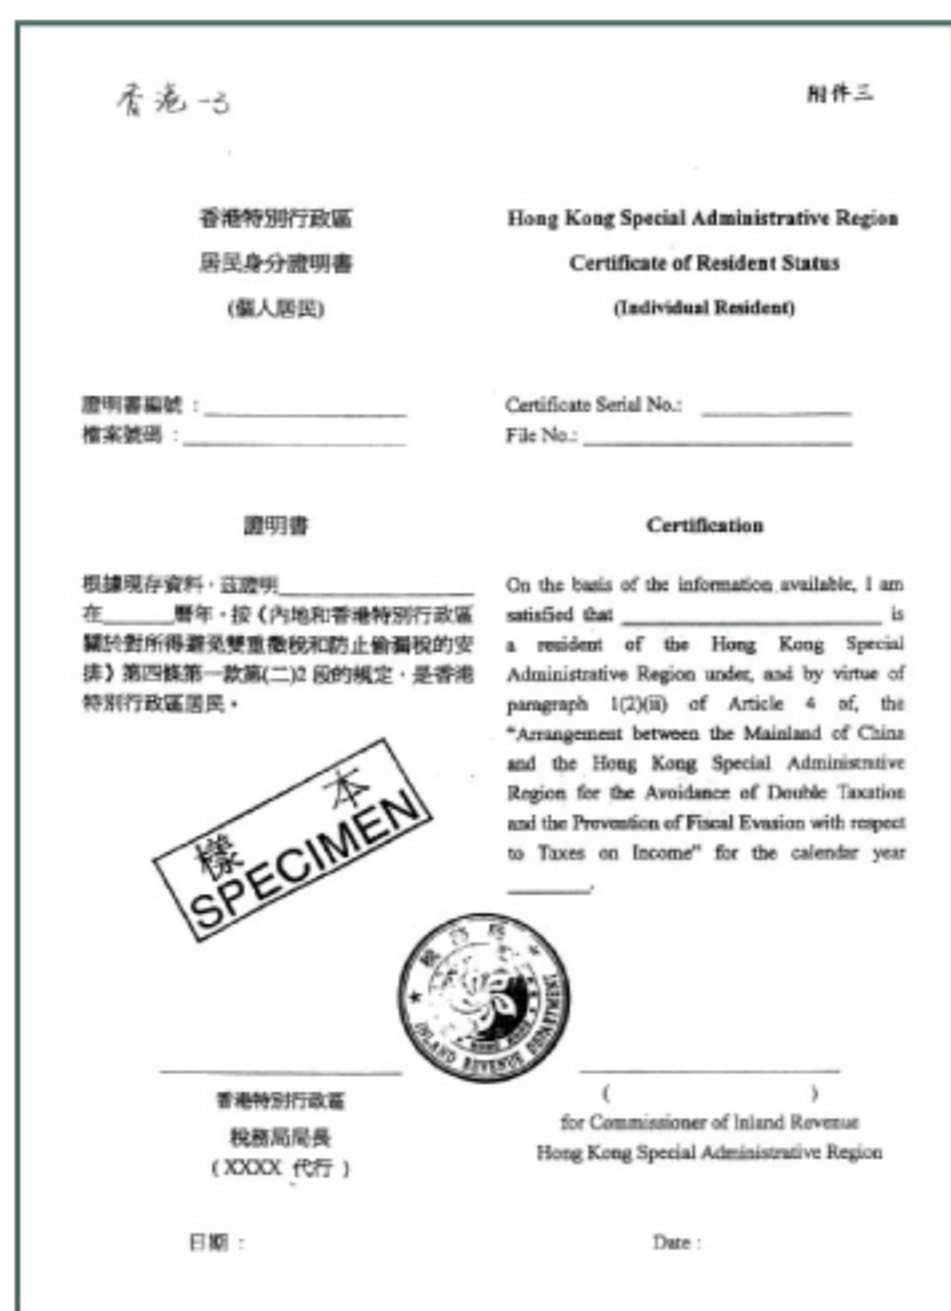 香港-3
附件三
香港特別行政區
居民身分證明書
(個人居民)
Hong Kong Special Administrative Region
Certificate of Resident Status
(Individual Resident)
證明書編號 :
檔案號碼 :
Certificate Serial No.:
File No.:
證明書
根據現存資料，茲證明
在 曆年，按《內地和香港特別行政區
關於對所得避免雙重徵稅和防止偷漏稅的安
排》第四條第一款第(二)2 段的規定，是香港
特別行政區居民。
Certification
On the basis of the information available, I am
satisfied that is
a resident of the Hong Kong Special
Administrative Region under, and by virtue of
paragraph 1(2)(ii) of Article 4 of, the
“Arrangement between the Mainland of China
and the Hong Kong Special Administrative
Region for the Avoidance of Double Taxation
and the Prevention of Fiscal Evasion with respect
to Taxes on Income” for the calendar year
.
樣本
SPECIMEN
稅務局
INLAND REVENUE DEPARTMENT
香港特別行政區
稅務局局長
( XXXX 代行 )
( )
for Commissioner of Inland Revenue
Hong Kong Special Administrative Region
日期 :
Date :